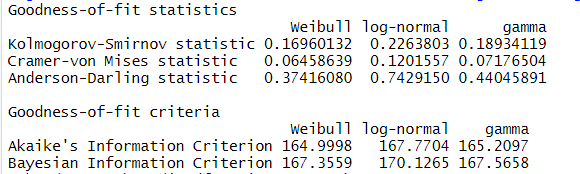 Goodness-of-fit statistics
Weibull log-normal gamma
Kolmogorov-Smirnov statistic 0.16960132 0.2263803 0.18934119
Cramer-von Mises statistic 0.06458639 0.1201557 0.07176504
Anderson-Darling statistic 0.37416080 0.7429150 0.44045891
Goodness-of-fit criteria
Weibull log-normal gamma
Akaike's Information Criterion 164.9998 167.7704 165.2097
Bayesian Information Criterion 167.3559 170.1265 167.5658